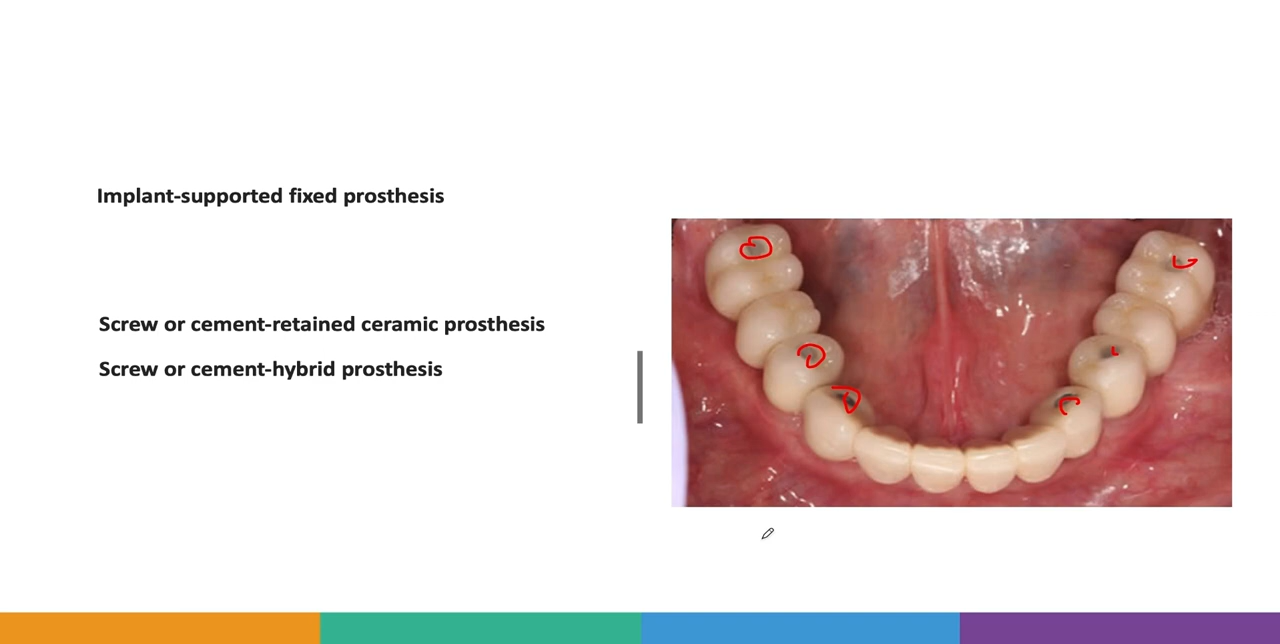 Implant-supported fixed prosthesis
Screw or cement-retained ceramic prosthesis
Screw or cement-hybrid prosthesis